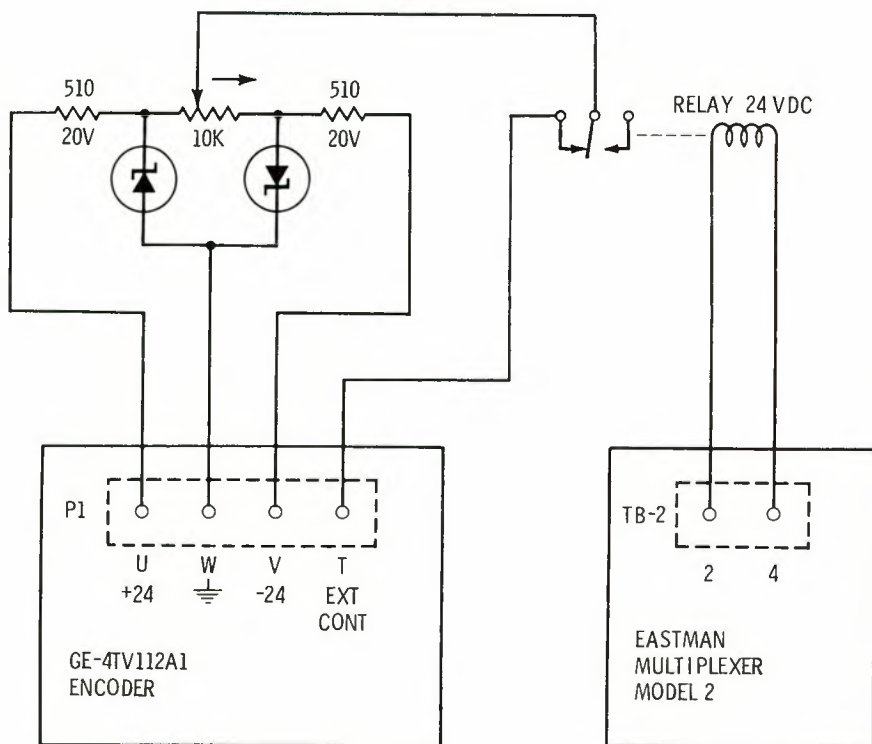 510
20V
10K
510
20V
RELAY 24 VDC
P1
U
W
V
T
+24
-24
EXT
CONT
GE-4TV112A1
ENCODER
TB-2
2
4
EASTMAN
MULTIPLEXER
MODEL 2